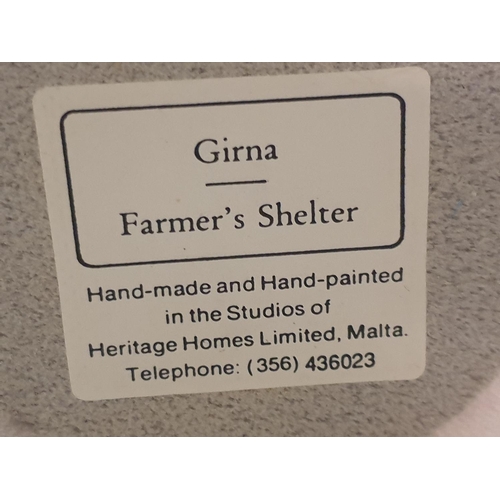 Girna
Farmer's Shelter
Hand-made and Hand-painted
in the Studios of
Heritage Homes Limited, Malta.
Telephone: (356) 436023